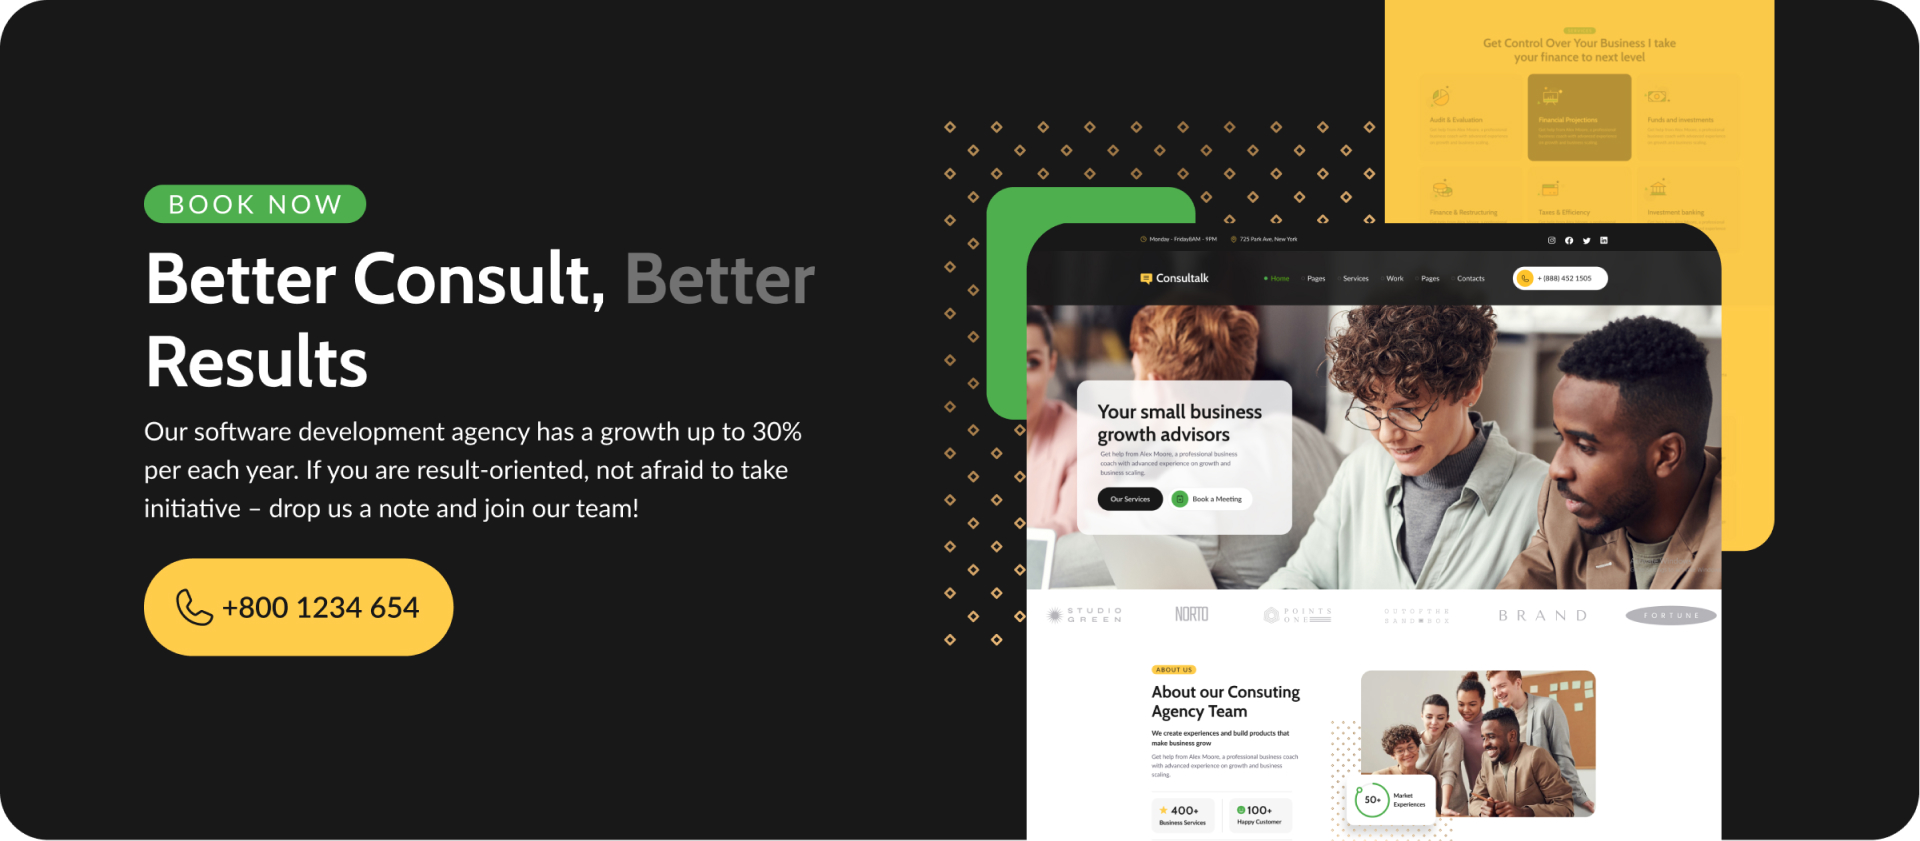 BOOK NOW
Better Consult, Better
Results
Our software development agency has a growth up to 30%
per each year. If you are result-oriented, not afraid to take
initiative – drop us a note and join our team!
+800 1234 654
Get Control Over Your Business I take
your finance to next level
Audit & Evaluation
Financial Projections
Funds and investments
Finance & Restructuring
Taxes & Efficiency
Investment banking
Monday - Friday8AM - 9PM
725 Park Ave, New York
Consultalk
Home
Pages
Services
Work
Pages
Contacts
+ (888) 452 1505
Your small business
growth advisors
Get help from Alex Moore, a professional business
coach with advanced experience on growth and
business scaling.
Our Services
Book a Meeting
STUDIO
GREEN
NORTO
POINTS
ONE
OUTOFTHE
SANDBOX
BRAND
FORTUNE
ABOUT US
About our Consuting
Agency Team
We create experiences and build products that
make business grow
Get help from Alex Moore, a professional business coach
with advanced experience on growth and business
scaling.
400+
Business Services
100+
Happy Customer
50+
Market
Experiences